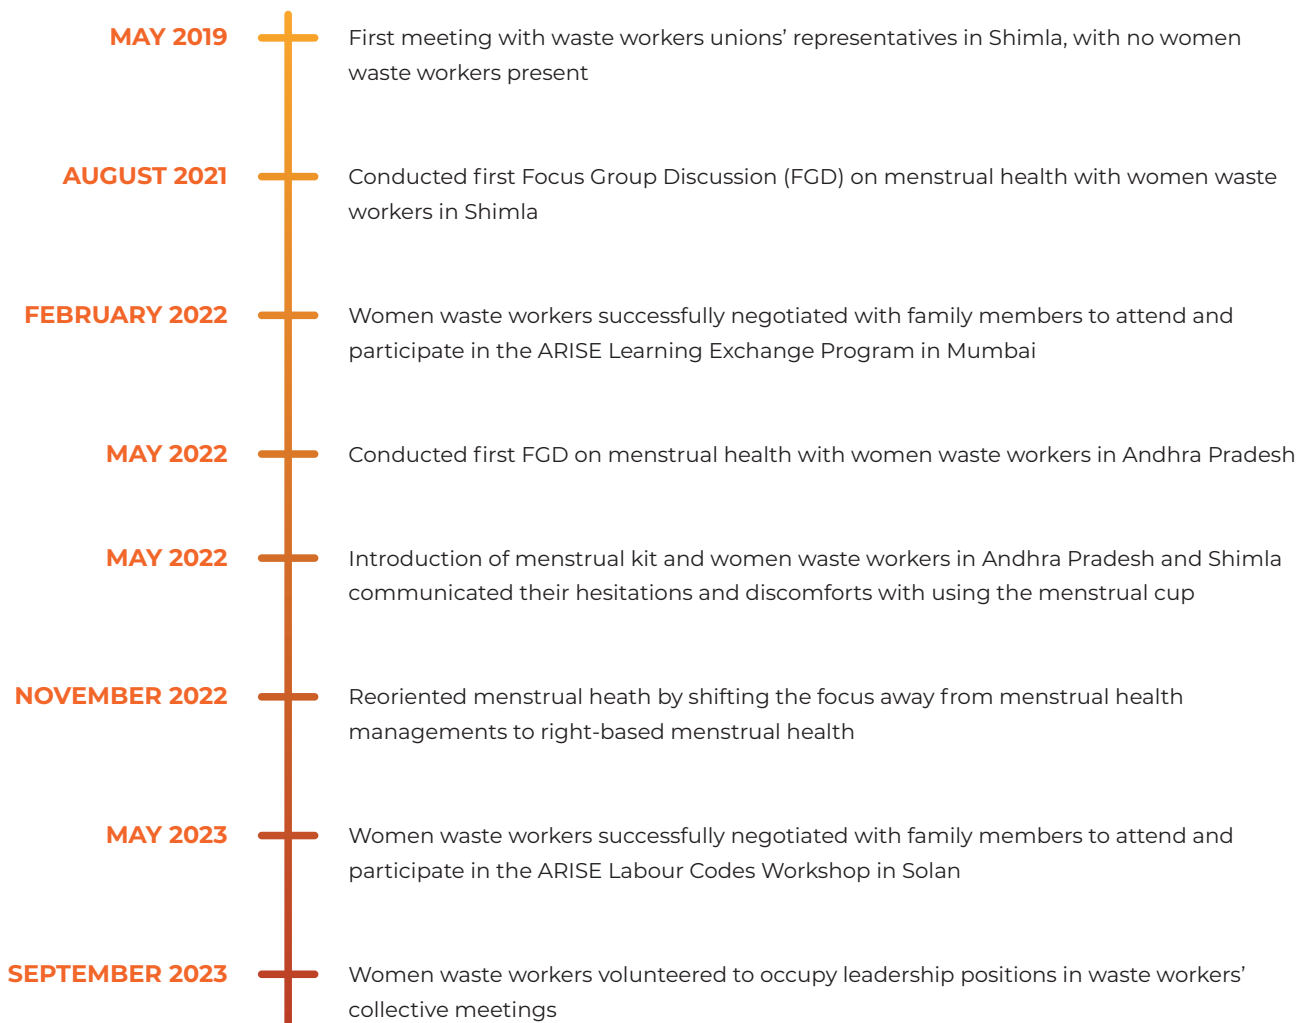 MAY 2019
First meeting with waste workers unions’ representatives in Shimla, with no women
waste workers present
AUGUST 2021
Conducted first Focus Group Discussion (FGD) on menstrual health with women waste
workers in Shimla
FEBRUARY 2022
Women waste workers successfully negotiated with family members to attend and
participate in the ARISE Learning Exchange Program in Mumbai
MAY 2022
Conducted first FGD on menstrual health with women waste workers in Andhra Pradesh
MAY 2022
Introduction of menstrual kit and women waste workers in Andhra Pradesh and Shimla
communicated their hesitations and discomforts with using the menstrual cup
NOVEMBER 2022
Reoriented menstrual heath by shifting the focus away from menstrual health
managements to right-based menstrual health
MAY 2023
Women waste workers successfully negotiated with family members to attend and
participate in the ARISE Labour Codes Workshop in Solan
SEPTEMBER 2023
Women waste workers volunteered to occupy leadership positions in waste workers’
collective meetings